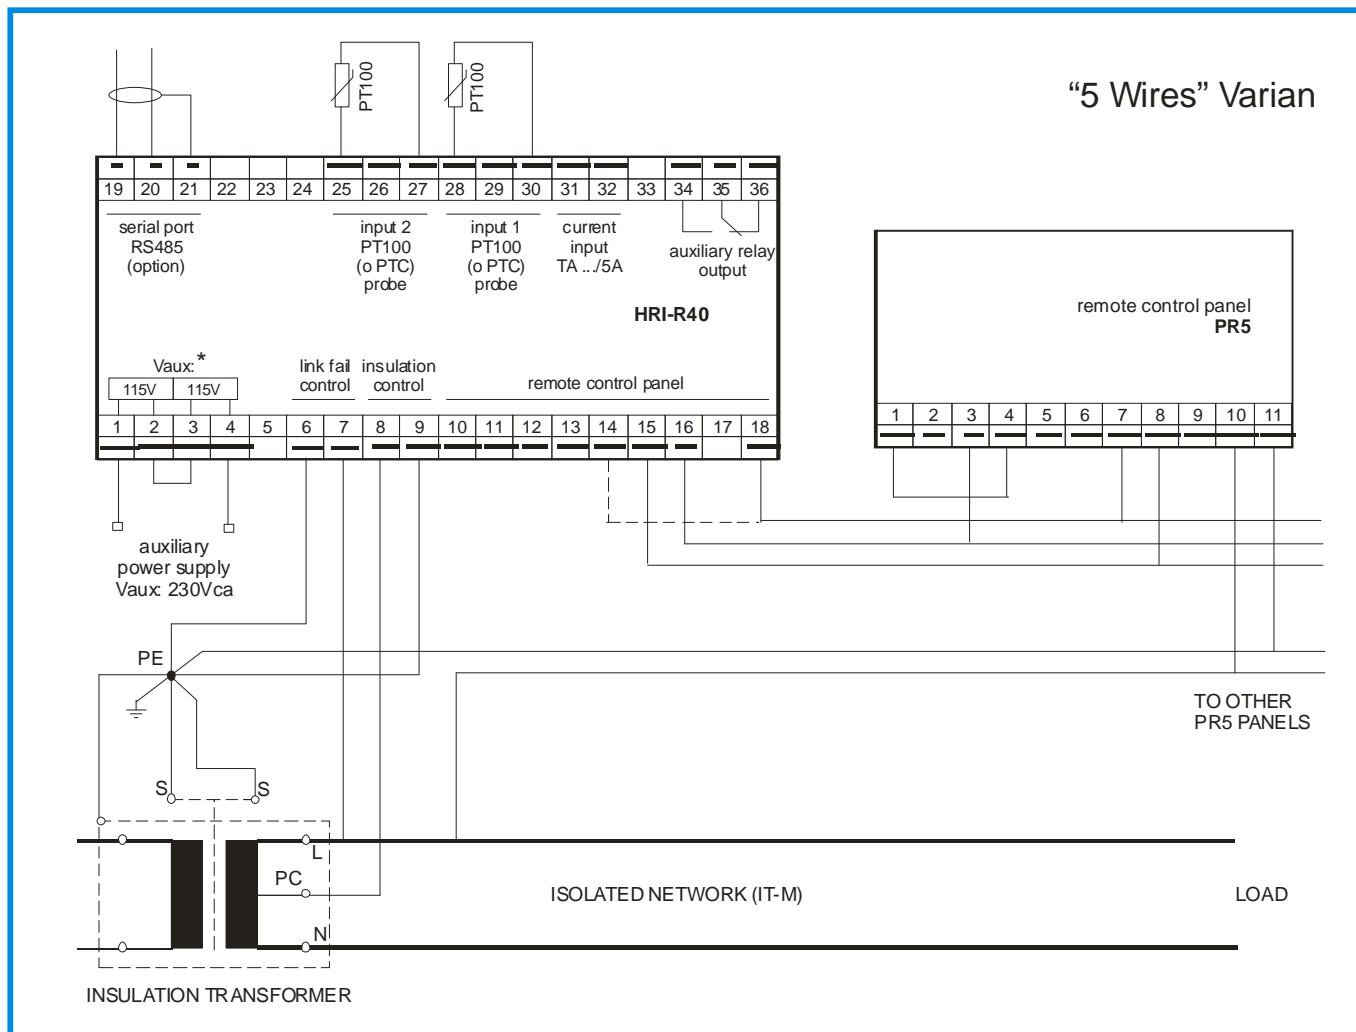 "5 Wires" Varian
PT100
PT100
19 20 21 22 23 24 25 26 27 28 29 30 31 32 33 34 35 36
serial port
RS485
(option)
input 2
PT100
(o PTC)
probe
input 1
PT100
(o PTC)
probe
current
input
TA .../5A
auxiliary relay
output
HRI-R40
Vaux: *
115V 115V
link fail
control
insulation
control
remote control panel
1 2 3 4 5 6 7 8 9 10 11 12 13 14 15 16 17 18
remote control panel
PR5
1 2 3 4 5 6 7 8 9 10 11
auxiliary
power supply
Vaux: 230Vca
PE
TO OTHER
PR5 PANELS
S S
L
PC
N
ISOLATED NETWORK (IT-M)
LOAD
INSULATION TRANSFORMER